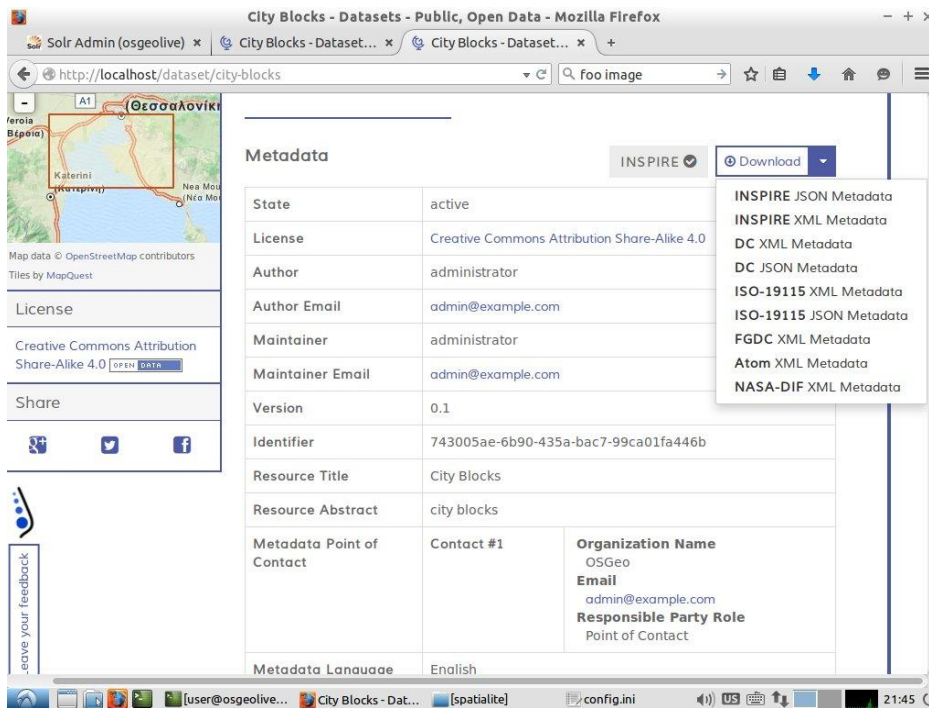 City Blocks - Datasets - Public, Open Data - Mozilla Firefox
Solr Admin (osgeolive) ×
City Blocks - Dataset... ×
City Blocks - Dataset... ×
+
http://localhost/dataset/city-blocks
foo image
-
A1
(Θεσσαλονίκη
Veroia
Βέροια)
Katerini
(Κατερίνη)
Nea Mou
(Νέα Μου
Map data © OpenStreetMap contributors
Tiles by MapQuest
License
Creative Commons Attribution
Share-Alike 4.0 OPEN DATA
Share
Leave your feedback
Metadata
INSPIRE
Download
INSPIRE JSON Metadata
INSPIRE XML Metadata
DC XML Metadata
DC JSON Metadata
ISO-19115 XML Metadata
ISO-19115 JSON Metadata
FGDC XML Metadata
Atom XML Metadata
NASA-DIF XML Metadata
State active
License Creative Commons Attribution Share-Alike 4.0
Author administrator
Author Email admin@example.com
Maintainer administrator
Maintainer Email admin@example.com
Version 0.1
Identifier 743005ae-6b90-435a-bac7-99ca01fa446b
Resource Title City Blocks
Resource Abstract city blocks
Metadata Point of
Contact
Contact #1
Organization Name
OSGeo
Email
admin@example.com
Responsible Party Role
Point of Contact
Metadata Language English
[user@osgeolive...
City Blocks - Dat...
[spatialite]
config.ini
US
21:45